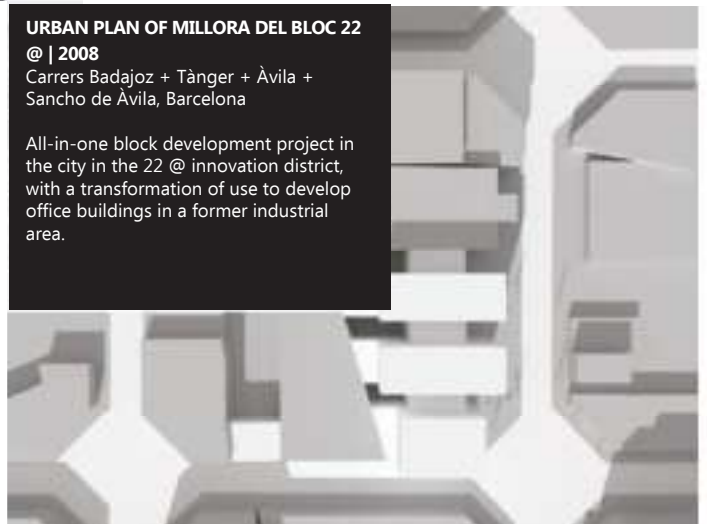 URBAN PLAN OF MILLORA DEL BLOC 22
@ | 2008
Carrers Badajoz + Tànger + Àvila +
Sancho de Àvila, Barcelona
All-in-one block development project in
the city in the 22 @ innovation district,
with a transformation of use to develop
office buildings in a former industrial
area.